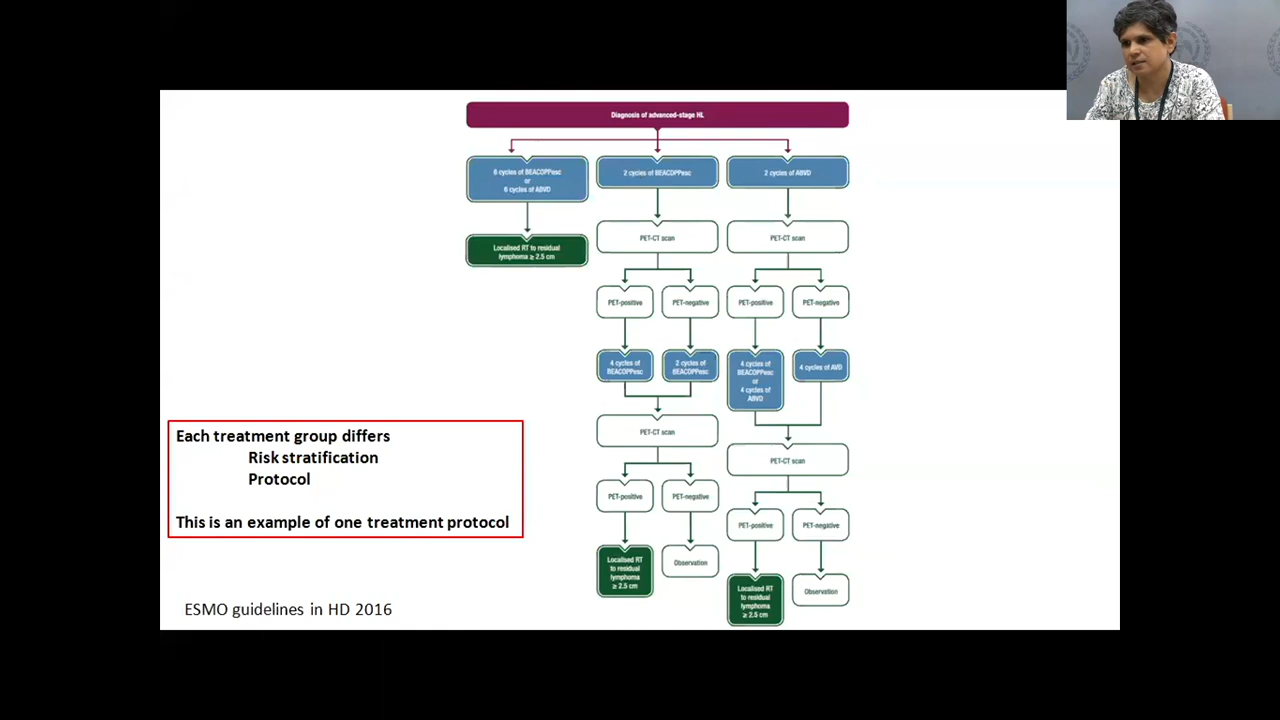 Diagnosis of advanced-stage HL
6 cycles of BEACOPPesc
or
6 cycles of ABVD
2 cycles of BEACOPPesc
2 cycles of ABVD
Localised RT to residual
lymphoma ≥ 2.5 cm
PET-CT scan
PET-CT scan
PET-positive
PET-negative
PET-positive
PET-negative
4 cycles of
BEACOPPesc
2 cycles of
BEACOPPesc
4 cycles of
BEACOPPesc
or
4 cycles of
ABVD
4 cycles of AVD
PET-CT scan
PET-CT scan
PET-positive
PET-negative
PET-positive
PET-negative
Localised RT
to residual
lymphoma
≥ 2.5 cm
Observation
Localised RT
to residual
lymphoma
≥ 2.5 cm
Observation
Each treatment group differs
Risk stratification
Protocol
This is an example of one treatment protocol
ESMO guidelines in HD 2016